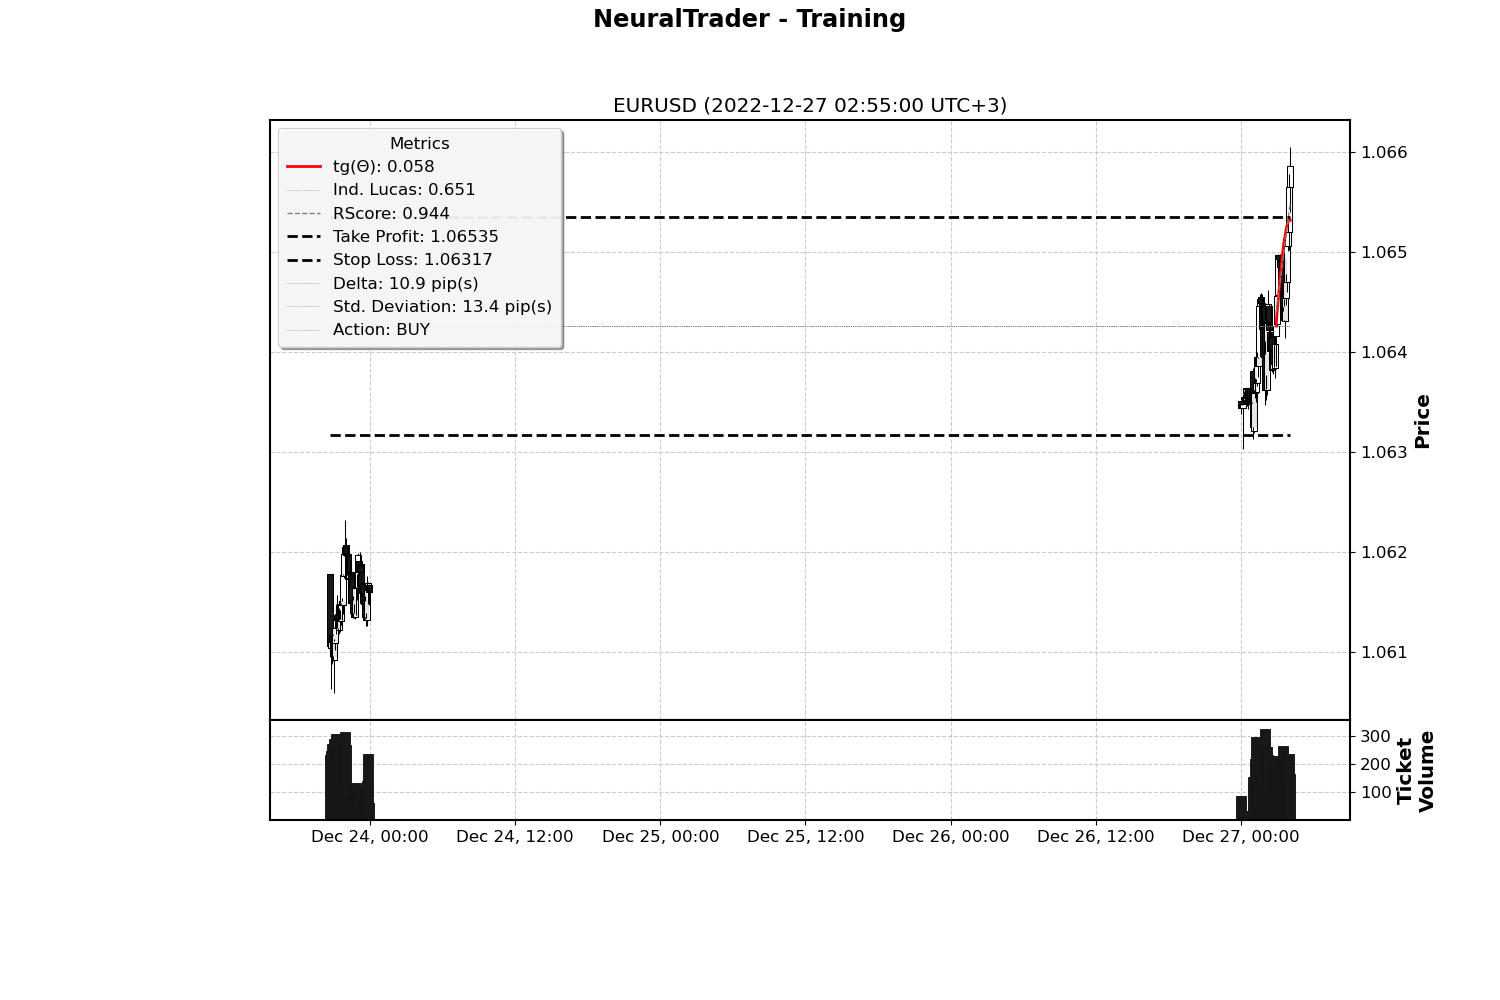 NeuralTrader - Training
EURUSD (2022-12-27 02:55:00 UTC+3)
Metrics
tg(Θ): 0.058
Ind. Lucas: 0.651
RScore: 0.944
Take Profit: 1.06535
Stop Loss: 1.06317
Delta: 10.9 pip(s)
Std. Deviation: 13.4 pip(s)
Action: BUY
1.066
1.065
1.064
1.063
1.062
1.061
Price
300
200
100
Ticket
Volume
Dec 24, 00:00
Dec 24, 12:00
Dec 25, 00:00
Dec 25, 12:00
Dec 26, 00:00
Dec 26, 12:00
Dec 27, 00:00